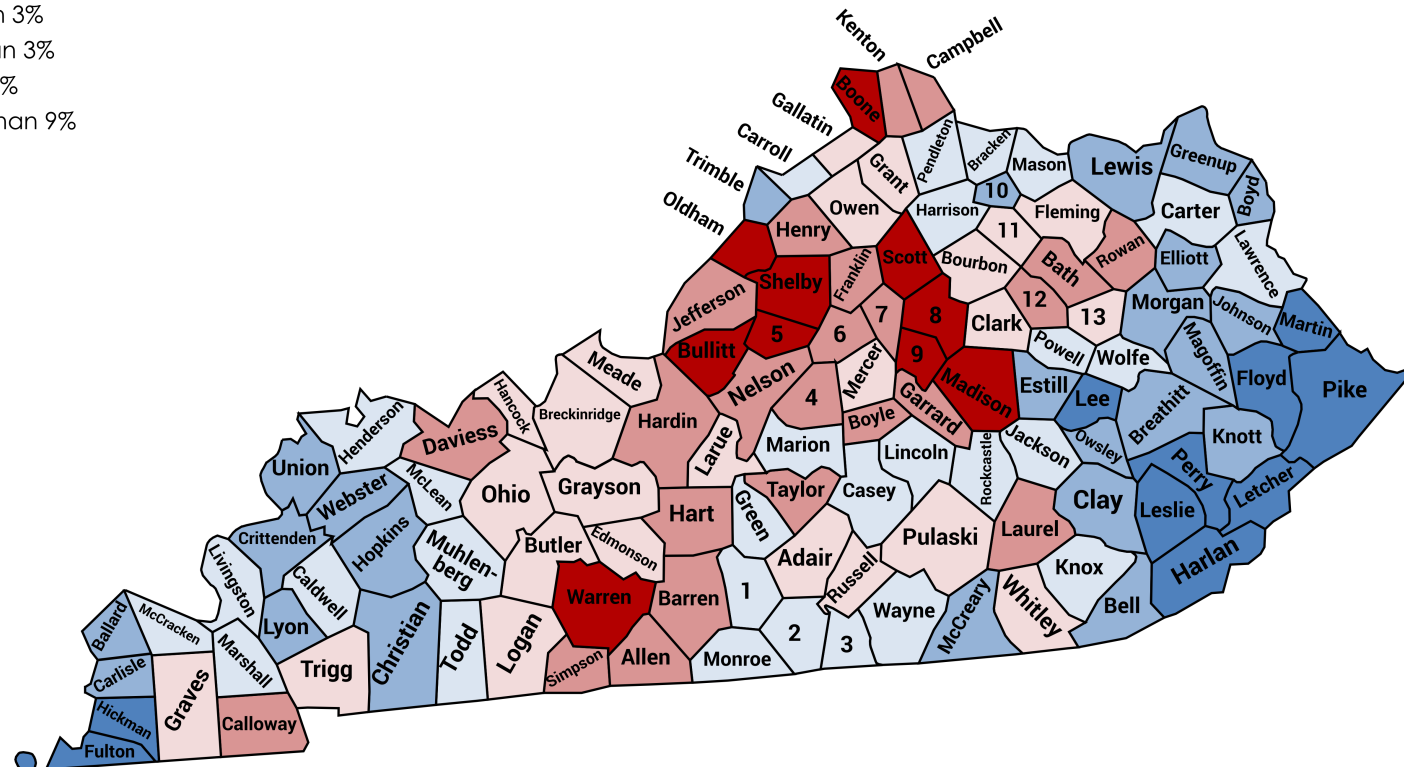 3%
3%
%
than 9%
Kenton
Campbell
Boone
Gallatin
Carroll
Trimble
Oldham
Grant
Pendleton
Bracken
Mason
Lewis
Greenup
Boyd
10
Owen
Harrison
Fleming
Carter
Henry
11
Rowan
Elliott
Lawrence
Scott
Bourbon
Bath
Shelby
Franklin
Jefferson
12
13
Morgan
Johnson
Martin
7
8
Clark
5
6
Bullitt
9
Powell
Wolfe
Magoffin
Meade
Mercer
Madison
Estill
Lee
Floyd
Pike
Nelson
4
Garrard
Breathitt
Hancock
Breckinridge
Hardin
Boyle
Henderson
Daviess
Larue
Marion
Lincoln
Rockcastle
Jackson
Owsley
Knott
Union
McLean
Perry
Letcher
Webster
Ohio
Grayson
Hart
Green
Taylor
Casey
Clay
Leslie
Crittenden
Hopkins
Muhlen-
berg
Butler
Edmonson
Adair
Russell
Pulaski
Laurel
Harlan
Livingston
Caldwell
Knox
Warren
Barren
1
Wayne
McCreary
Whitley
Bell
Ballard
McCracken
Lyon
Christian
Todd
Logan
2
3
Marshall
Trigg
Simpson
Allen
Monroe
Carlisle
Graves
Hickman
Calloway
Fulton